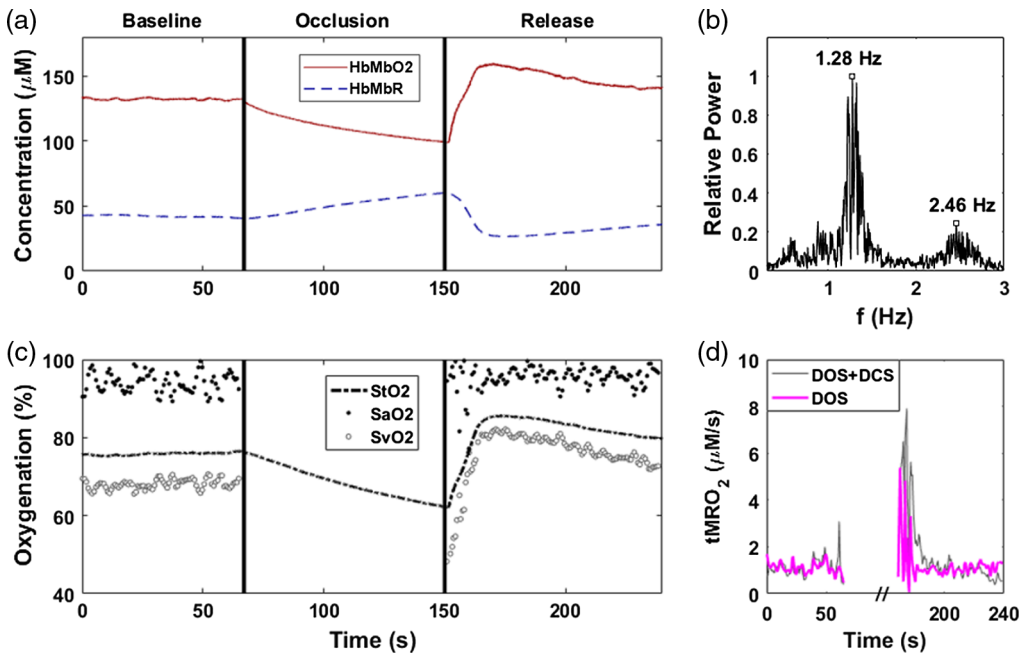 (a)
Baseline
Occlusion
Release
Concentration (μM)
150
100
50
0
HbMbO2
HbMbR
0
50
100
150
200
(b)
1.28 Hz
2.46 Hz
Relative Power
1
0.8
0.6
0.4
0.2
0
1
2
3
f (Hz)
(c)
Oxygenation (%)
100
80
60
40
StO2
SaO2
SvO2
0
50
100
150
200
Time (s)
(d)
tMRO2 (μM/s)
10
8
6
4
2
0
DOS+DCS
DOS
0
50
//
200
240
Time (s)